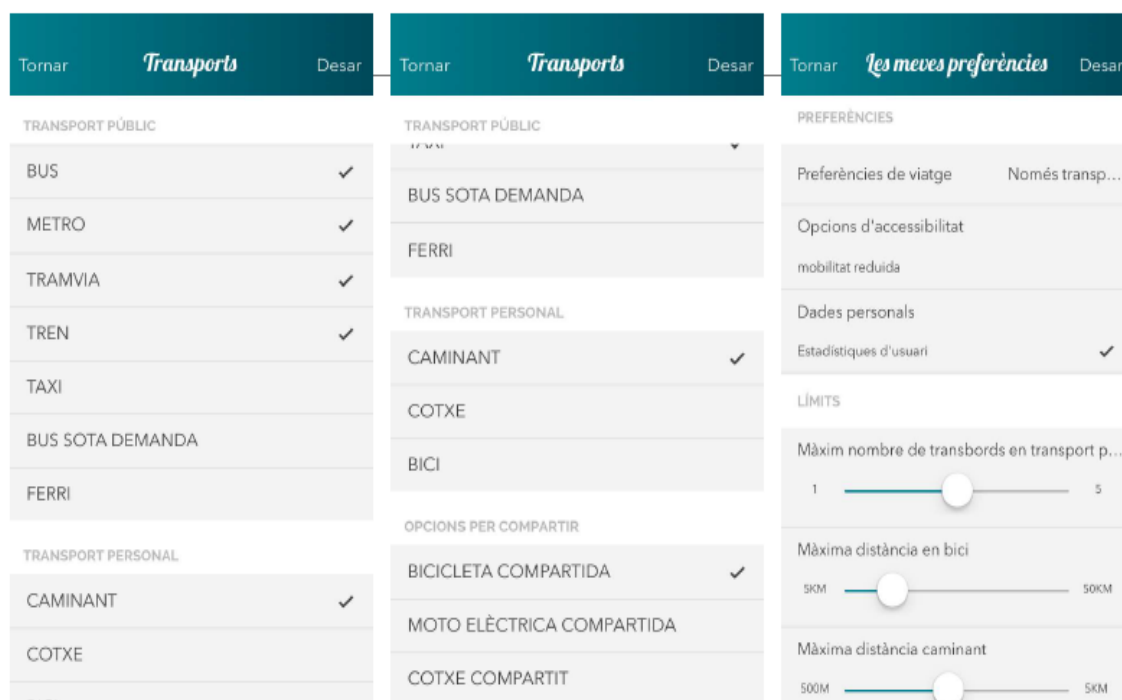 Tornar Transports Desar
TRANSPORT PÚBLIC
BUS
METRO
TRAMVIA
TREN
TAXI
BUS SOTA DEMANDA
FERRI
TRANSPORT PERSONAL
CAMINANT
COTXE
Tornar Transports Desar
TRANSPORT PÚBLIC
TAXI
BUS SOTA DEMANDA
FERRI
TRANSPORT PERSONAL
CAMINANT
COTXE
BICI
OPCIONS PER COMPARTIR
BICICLETA COMPARTIDA
MOTO ELÈCTRICA COMPARTIDA
COTXE COMPARTIT
Tornar Les meves preferències Desar
PREFERÈNCIES
Preferències de viatge Només transp...
Opcions d'accessibilitat
mobilitat reduida
Dades personals
Estadístiques d'usuari
LÍMITS
Màxim nombre de transbords en transport p...
1 5
Màxima distància en bici
5KM 50KM
Màxima distància caminant
500M 5KM